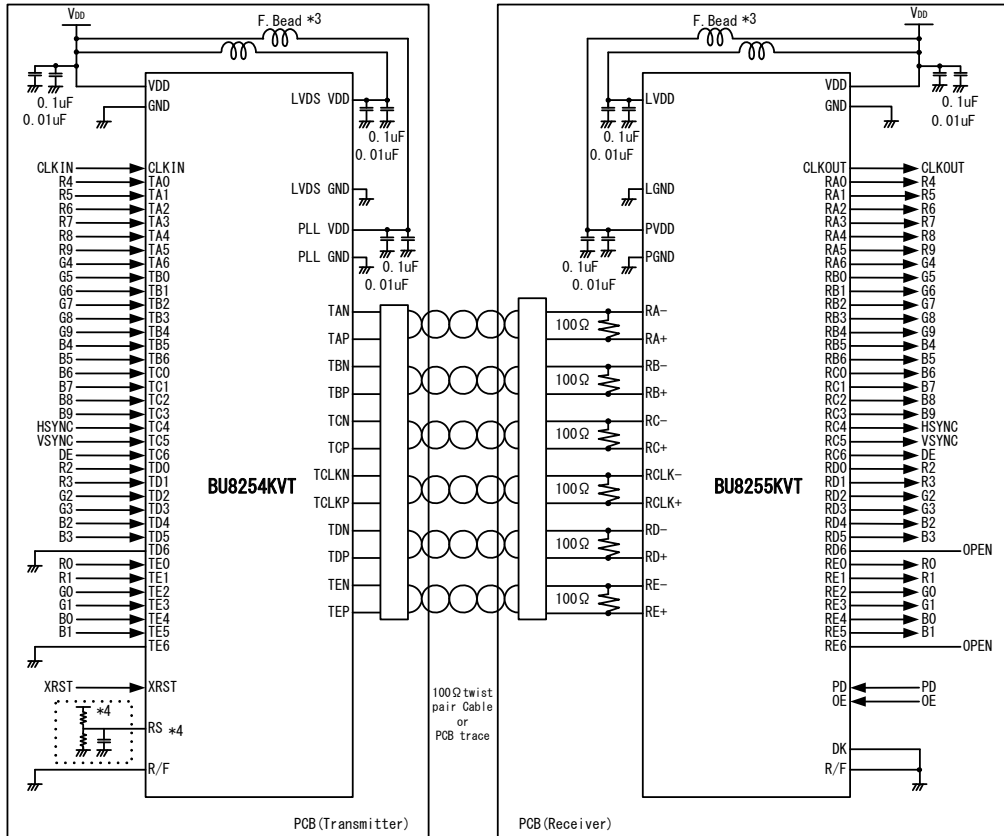 VDD
F. Bead *3
0.1uF
0.01uF
VDD
GND
LVDS VDD
0.1uF
0.01uF
LVDS GND
PLL VDD
PLL GND
0.1uF
0.01uF
CLKIN CLKIN
R4 TA0
R5 TA1
R6 TA2
R7 TA3
R8 TA4
R9 TA5
G4 TA6
G5 TB0
G6 TB1
G7 TB2
G8 TB3
G9 TB4
B4 TB5
B5 TB6
B6 TC0
B7 TC1
B8 TC2
B9 TC3
HSYNC TC4
VSYNC TC5
DE TC6
R2 TD0
R3 TD1
G2 TD2
G3 TD3
B2 TD4
B3 TD5
TD6
R0 TE0
R1 TE1
G0 TE2
G1 TE3
B0 TE4
B1 TE5
TE6
XRST XRST
*4
RS *4
R/F
BU8254KVT
TAN
TAP
TBN
TBP
TCN
TCP
TCLKN
TCLKP
TDN
TDP
TEN
TEP
PCB(Transmitter)
100Ω twist
pair Cable
or
PCB trace
F. Bead *3
VDD
VDD
GND
0.1uF
0.01uF
LVDD
0.1uF
0.01uF
LGND
PVDD
PGND
0.1uF
0.01uF
100Ω
RA-
RA+
100Ω
RB-
RB+
100Ω
RC-
RC+
100Ω
RCLK-
RCLK+
100Ω
RD-
RD+
100Ω
RE-
RE+
BU8255KVT
CLKOUT CLKOUT
RA0 R4
RA1 R5
RA2 R6
RA3 R7
RA4 R8
RA5 R9
RA6 G4
RB0 G5
RB1 G6
RB2 G7
RB3 G8
RB4 G9
RB5 B4
RB6 B5
RC0 B6
RC1 B7
RC2 B8
RC3 B9
RC4 HSYNC
RC5 VSYNC
RC6 DE
RD0 R2
RD1 R3
RD2 G2
RD3 G3
RD4 B2
RD5 B3
RD6 OPEN
RE0 R0
RE1 R1
RE2 G0
RE3 G1
RE4 B0
RE5 B1
RE6 OPEN
PD PD
OE OE
DK
R/F
PCB(Receiver)